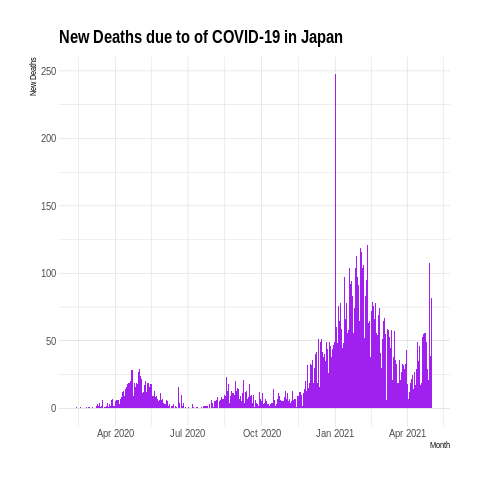 New Deaths due to of COVID-19 in Japan
New Deaths
250
200
150
100
50
0
Apr 2020 Jul 2020 Oct 2020 Jan 2021 Apr 2021
Month